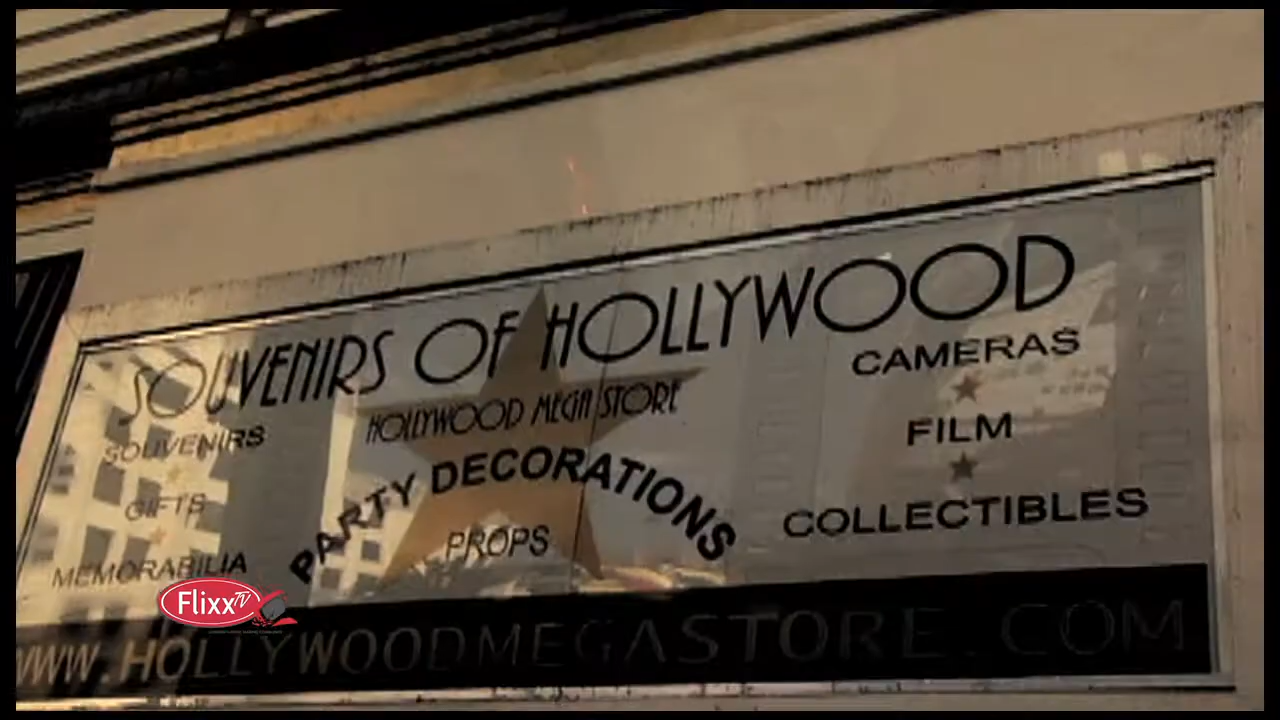 SOUVENIRS OF HOLLYWOOD
HOLLYWOOD MEGA STORE
SOUVENIRS
GIFTS
MEMORABILIA
PARTY DECORATIONS
PROPS
CAMERAS
FILM
COLLECTIBLES
WWW.HOLLYWOODMEGASTORE.COM
Flixx TV